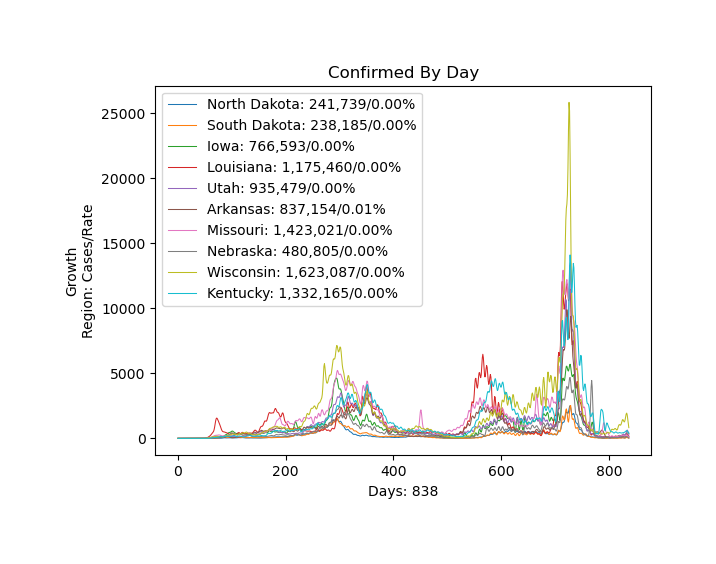 Confirmed By Day
North Dakota: 241,739/0.00%
South Dakota: 238,185/0.00%
Iowa: 766,593/0.00%
Louisiana: 1,175,460/0.00%
Utah: 935,479/0.00%
Arkansas: 837,154/0.01%
Missouri: 1,423,021/0.00%
Nebraska: 480,805/0.00%
Wisconsin: 1,623,087/0.00%
Kentucky: 1,332,165/0.00%
Growth
Region: Cases/Rate
25000
20000
15000
10000
5000
0
0 200 400 600 800
Days: 838